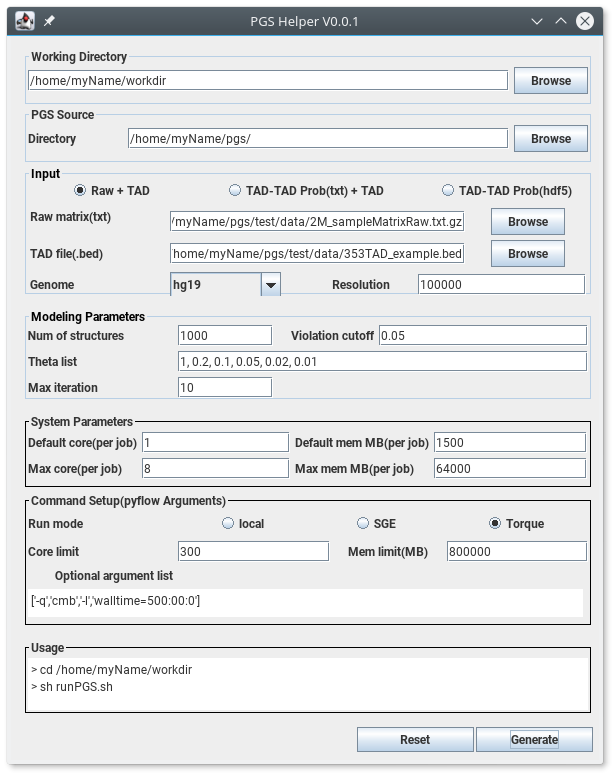 PGS Helper V0.0.1
Working Directory
/home/myName/workdir Browse
PGS Source
Directory /home/myName/pgs/ Browse
Input
Raw + TAD TAD-TAD Prob(txt) + TAD TAD-TAD Prob(hdf5)
Raw matrix(txt) /myName/pgs/test/data/2M_sampleMatrixRaw.txt.gz Browse
TAD file(.bed) home/myName/pgs/test/data/353TAD_example.bed Browse
Genome hg19 Resolution 100000
Modeling Parameters
Num of structures 1000 Violation cutoff 0.05
Theta list 1, 0.2, 0.1, 0.05, 0.02, 0.01
Max iteration 10
System Parameters
Default core(per job) 1 Default mem MB(per job) 1500
Max core(per job) 8 Max mem MB(per job) 64000
Command Setup(pyflow Arguments)
Run mode local SGE Torque
Core limit 300 Mem limit(MB) 800000
Optional argument list
['-q','cmb','-l','walltime=500:00:0']
Usage
> cd /home/myName/workdir
> sh runPGS.sh
Reset Generate